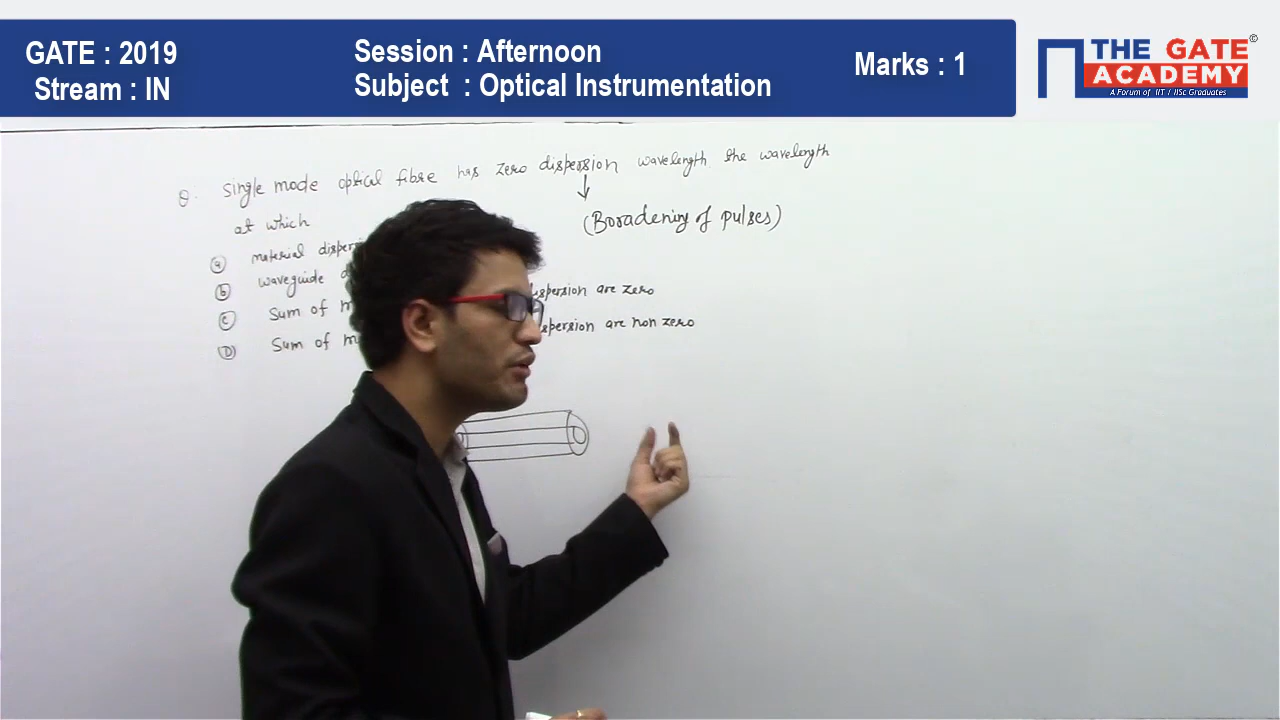 GATE : 2019
Stream : IN
Session : Afternoon
Subject : Optical Instrumentation
Marks : 1
THE GATE
ACADEMY
©
A Forum of IIT / IISc Graduates
Q. Single mode optical fibre has zero dispersion wavelength the wavelength
at which
(Boradening of pulses)
(a) material
(b) waveguide
dispersion are zero
(c) Sum of
are non zero
(D) Sum of